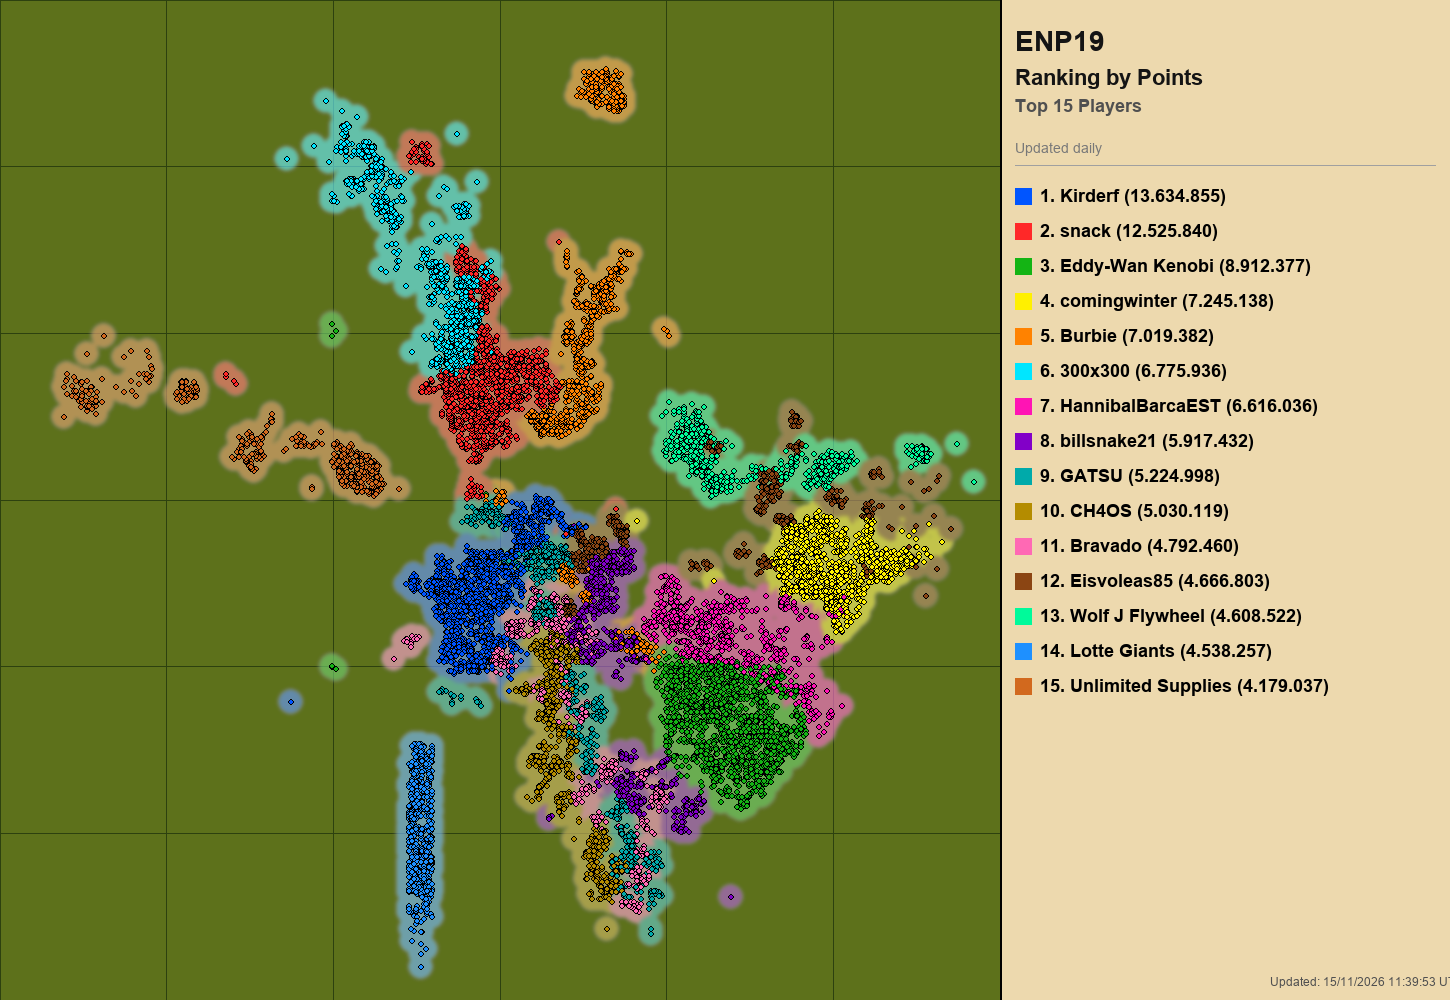 ENP19
Ranking by Points
Top 15 Players
Updated daily
1. Kirderf (13.634.855)
2. snack (12.525.840)
3. Eddy-Wan Kenobi (8.912.377)
4. comingwinter (7.245.138)
5. Burbie (7.019.382)
6. 300x300 (6.775.936)
7. HannibalBarcaEST (6.616.036)
8. billsnake21 (5.917.432)
9. GATSU (5.224.998)
10. CH4OS (5.030.119)
11. Bravado (4.792.460)
12. Eisvoleas85 (4.666.803)
13. Wolf J Flywheel (4.608.522)
14. Lotte Giants (4.538.257)
15. Unlimited Supplies (4.179.037)
Updated: 15/11/2026 11:39:53